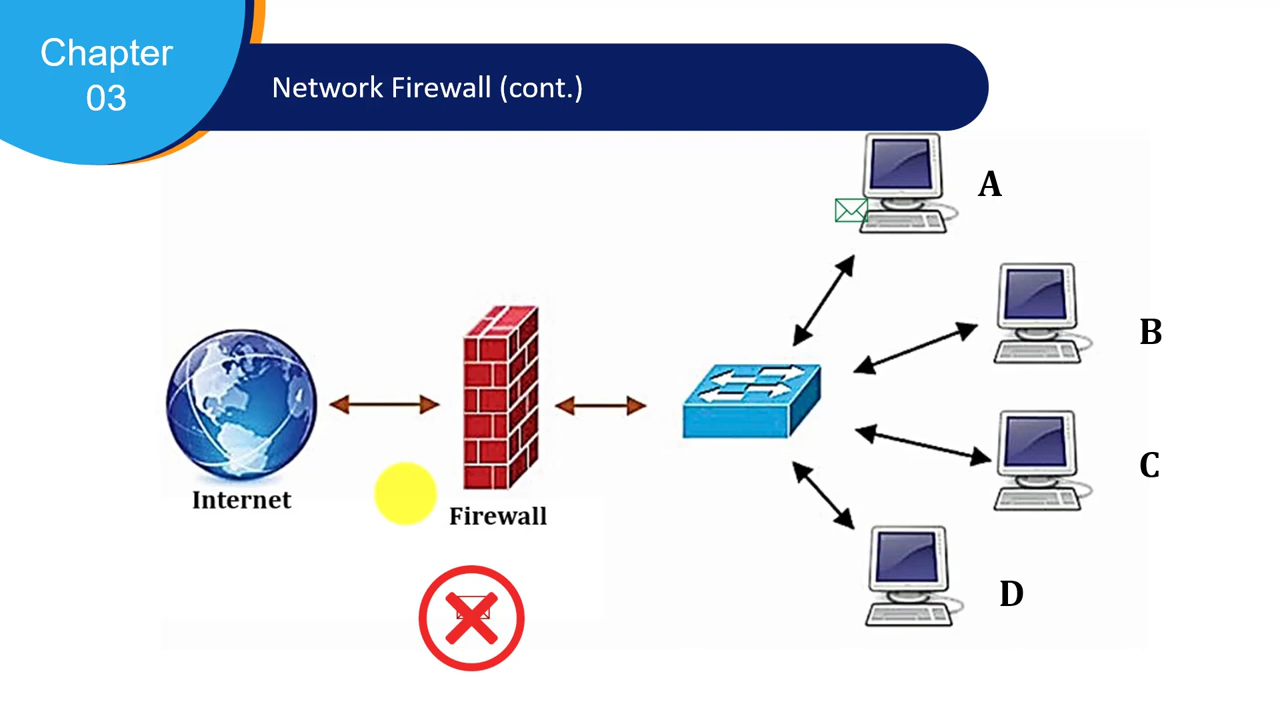 Chapter
03
Network Firewall (cont.)
A
B
C
D
Internet
Firewall